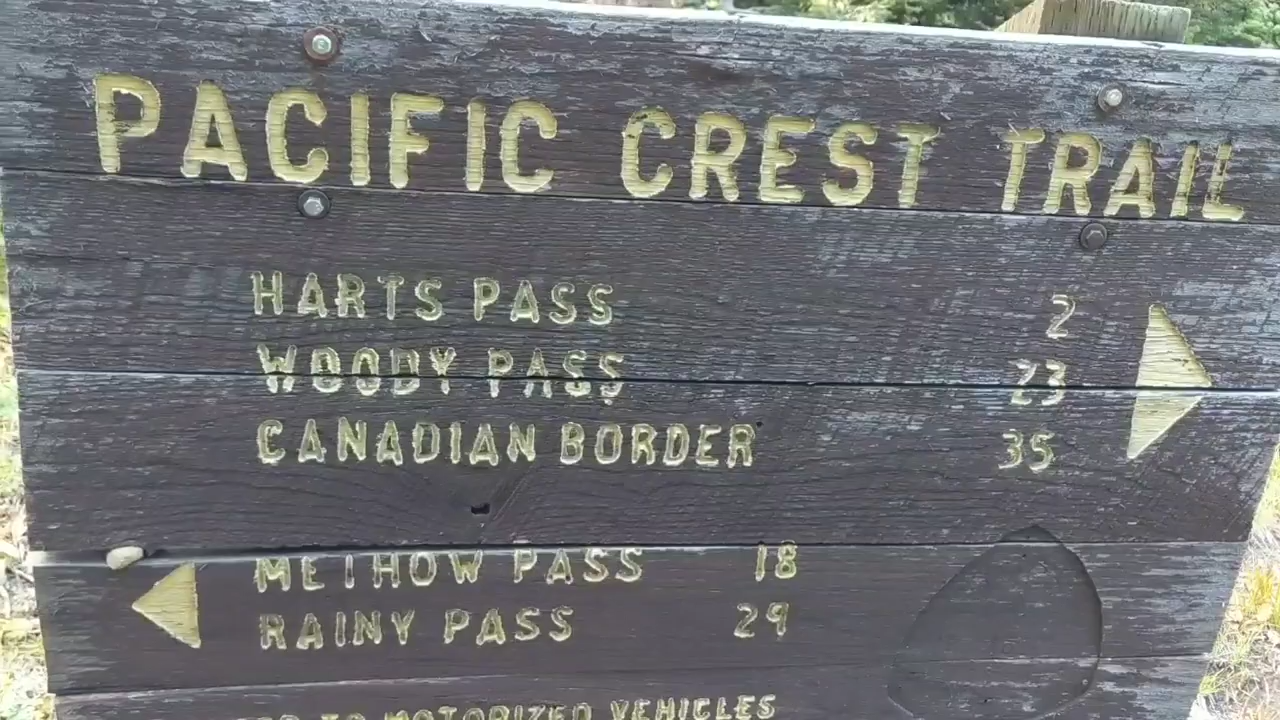 PACIFIC CREST TRAIL
HARTS PASS 2
WOODY PASS 23
CANADIAN BORDER 35
METHOW PASS 18
RAINY PASS 29
TO MOTORIZED VEHICLES